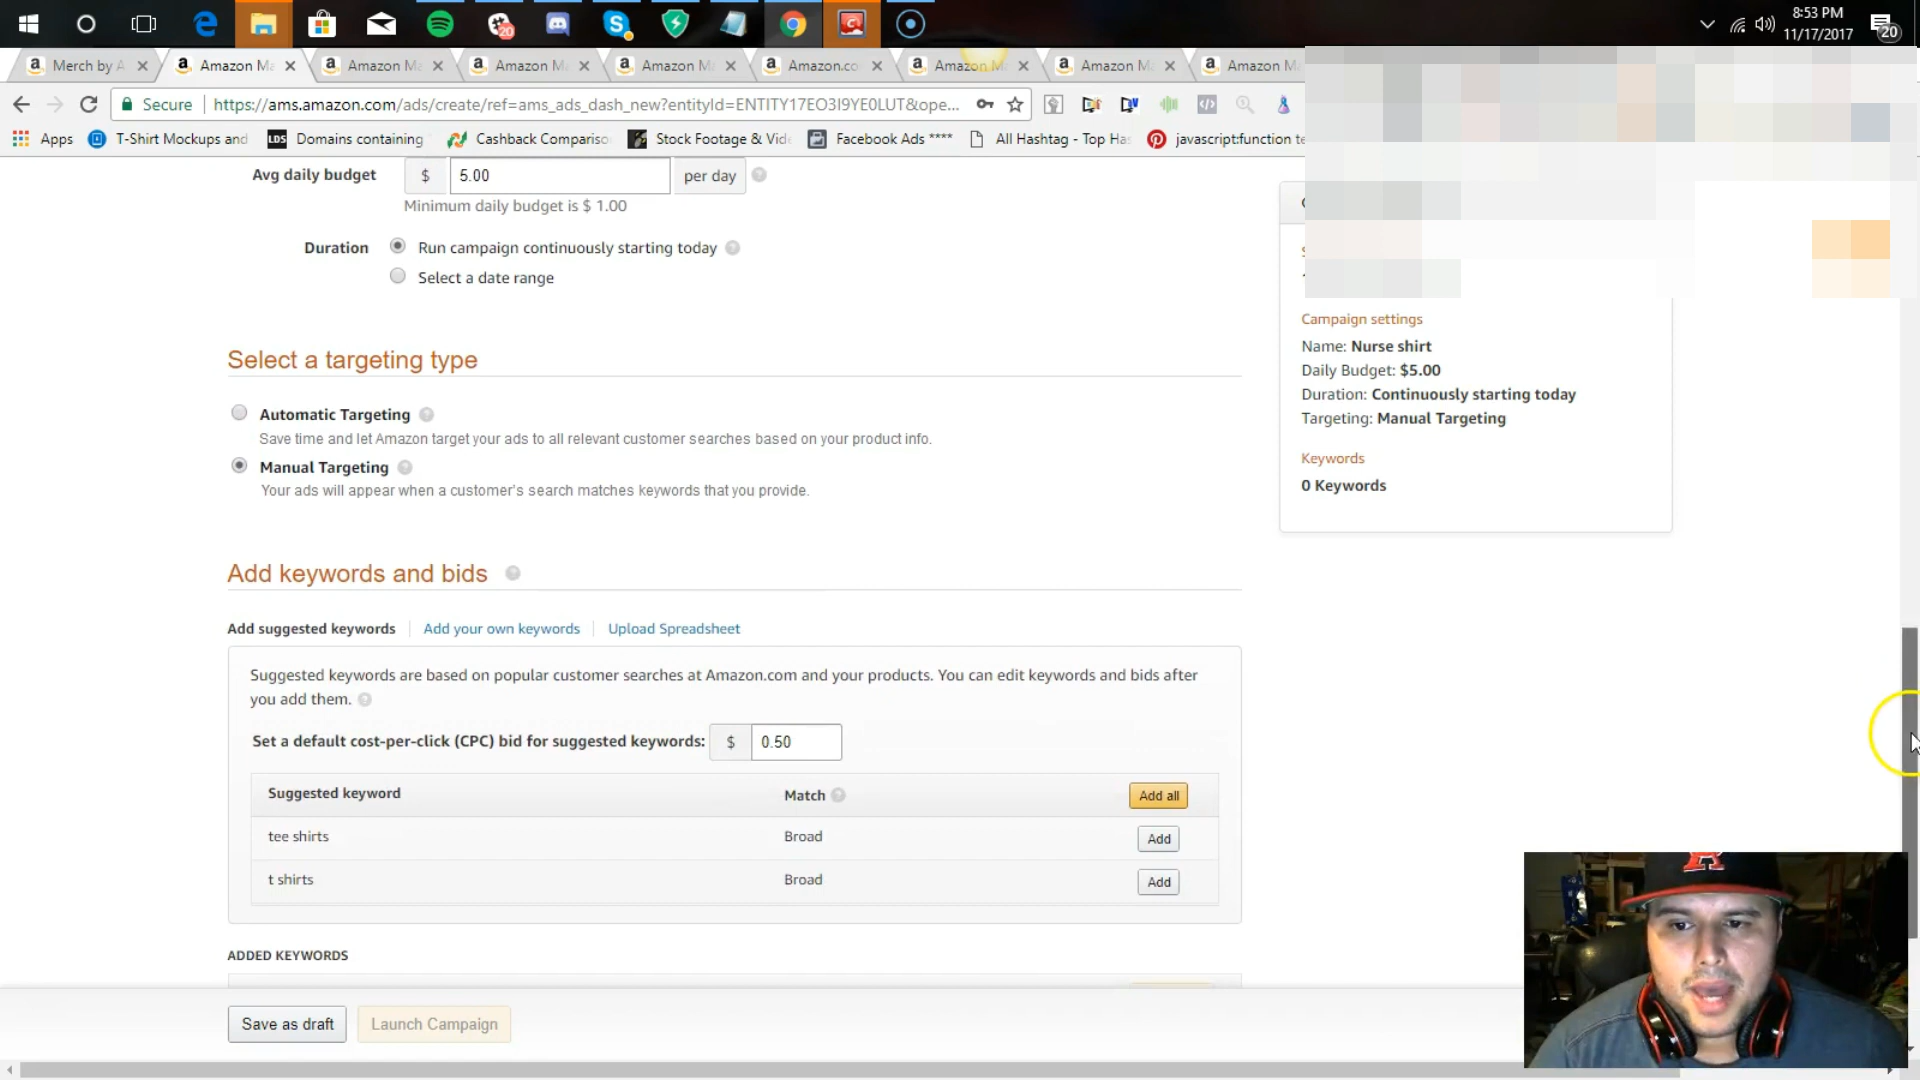 8:53 PM
11/17/2017
20
20
Merch by A
Amazon Ma
Amazon Ma
Amazon M
Amazon Ma
Amazon.co
Amazon M
Amazon Ma
Amazon Ma
Secure
https://ams.amazon.com/ads/create/ref=ams_ads_dash_new?entityId=ENTITY17EO3I9YE0LUT&ope...
Apps
T-Shirt Mockups and
LDS
Domains containing
Cashback Compariso
Stock Footage & Vid
Facebook Ads ****
All Hashtag - Top Ha
javascript:function te
Avg daily budget
$
5.00
per day
Minimum daily budget is $ 1.00
Duration
Run campaign continuously starting today
Select a date range
Campaign settings
Name: Nurse shirt
Daily Budget: $5.00
Duration: Continuously starting today
Targeting: Manual Targeting
Keywords
0 Keywords
Select a targeting type
Automatic Targeting
Save time and let Amazon target your ads to all relevant customer searches based on your product info.
Manual Targeting
Your ads will appear when a customer's search matches keywords that you provide.
Add keywords and bids
Add suggested keywords
Add your own keywords
Upload Spreadsheet
Suggested keywords are based on popular customer searches at Amazon.com and your products. You can edit keywords and bids after
you add them.
Set a default cost-per-click (CPC) bid for suggested keywords:
$
0.50
Suggested keyword
Match
Add all
tee shirts
Broad
Add
t shirts
Broad
Add
ADDED KEYWORDS
Save as draft
Launch Campaign